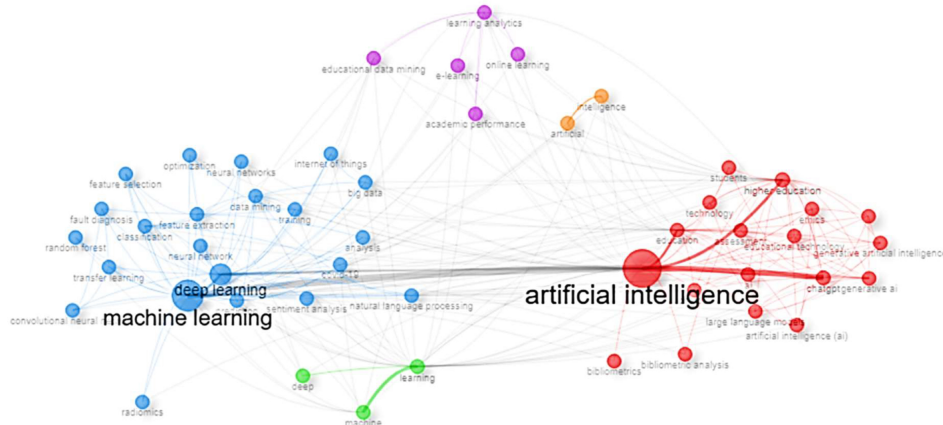 learning analytics
educational data mining
e-learning
online learning
intelligence
academic performance
artificial
optimization
neural networks
internet of things
students
feature selection
big data
higher education
data mining
training
technology
ethics
fault diagnosis
feature extraction
classification
random forest
analysis
education
assessment
educational technology
generative artificial intelligence
neural network
transfer learning
deep learning
ai
chatgpt
generative ai
artificial intelligence
natural language processing
sentiment analysis
machine learning
convolutional neural
large language models
artificial intelligence (ai)
bibliometric analysis
bibliometrics
learning
deep
machine
radiomics